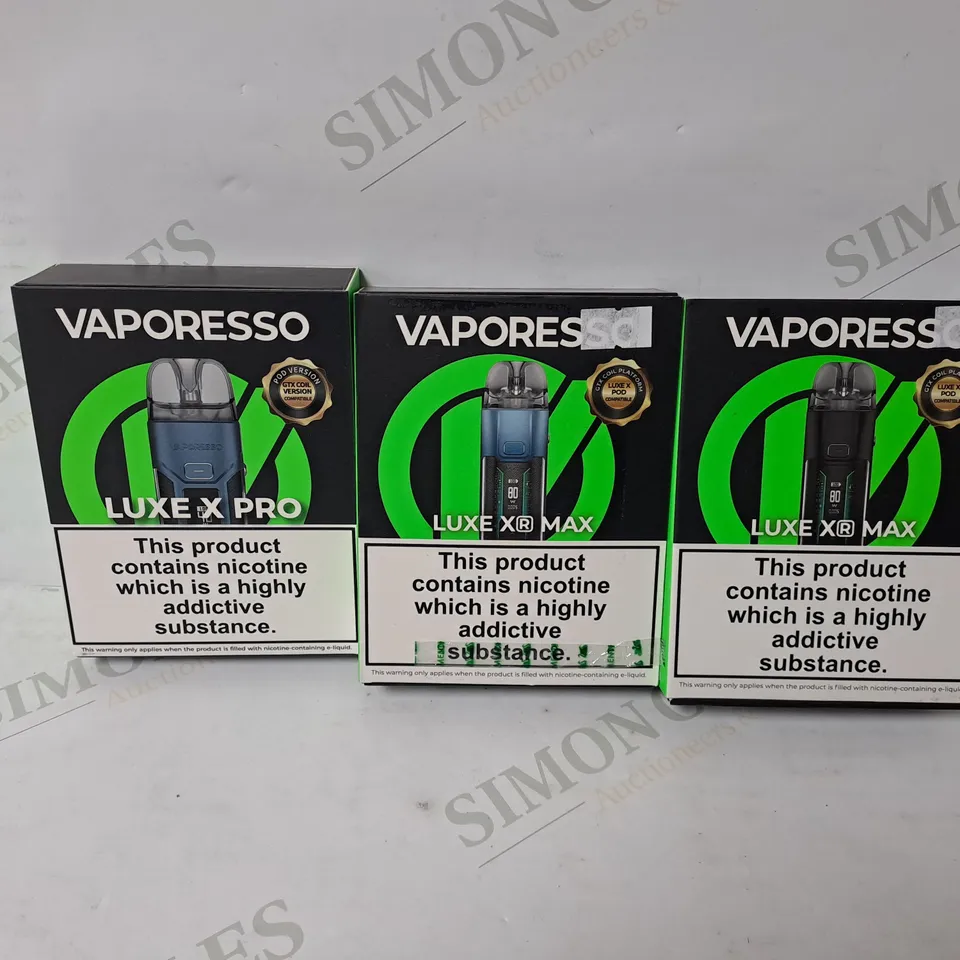 VAPORESSO
POD VERSION
GTX COIL
VERSION
COMPATIBLE
VAPORESSO
LUXE X PRO
This product
contains nicotine
which is a highly
addictive
substance.
This warning only applies when the product is filled with nicotine-containing e-liquid.
VAPORESSO
GTX COIL PLATFORM
LUXE X
POD
COMPATIBLE
80
LUXE XⓇ MAX
This product
contains nicotine
which is a highly
addictive
substance.
This warning only applies when the product is filled with nicotine-containing e-liquid.
VAPORESSO
GTX COIL PLATFORM
LUXE X
POD
COMPATIBLE
80
LUXE XⓇ MAX
This product
contains nicotine
which is a highly
addictive
substance.
This warning only applies when the product is filled with nicotine-containing e-liquid
SIMON
Auctioneers &
SIMON
SIMON C
Auctioneers